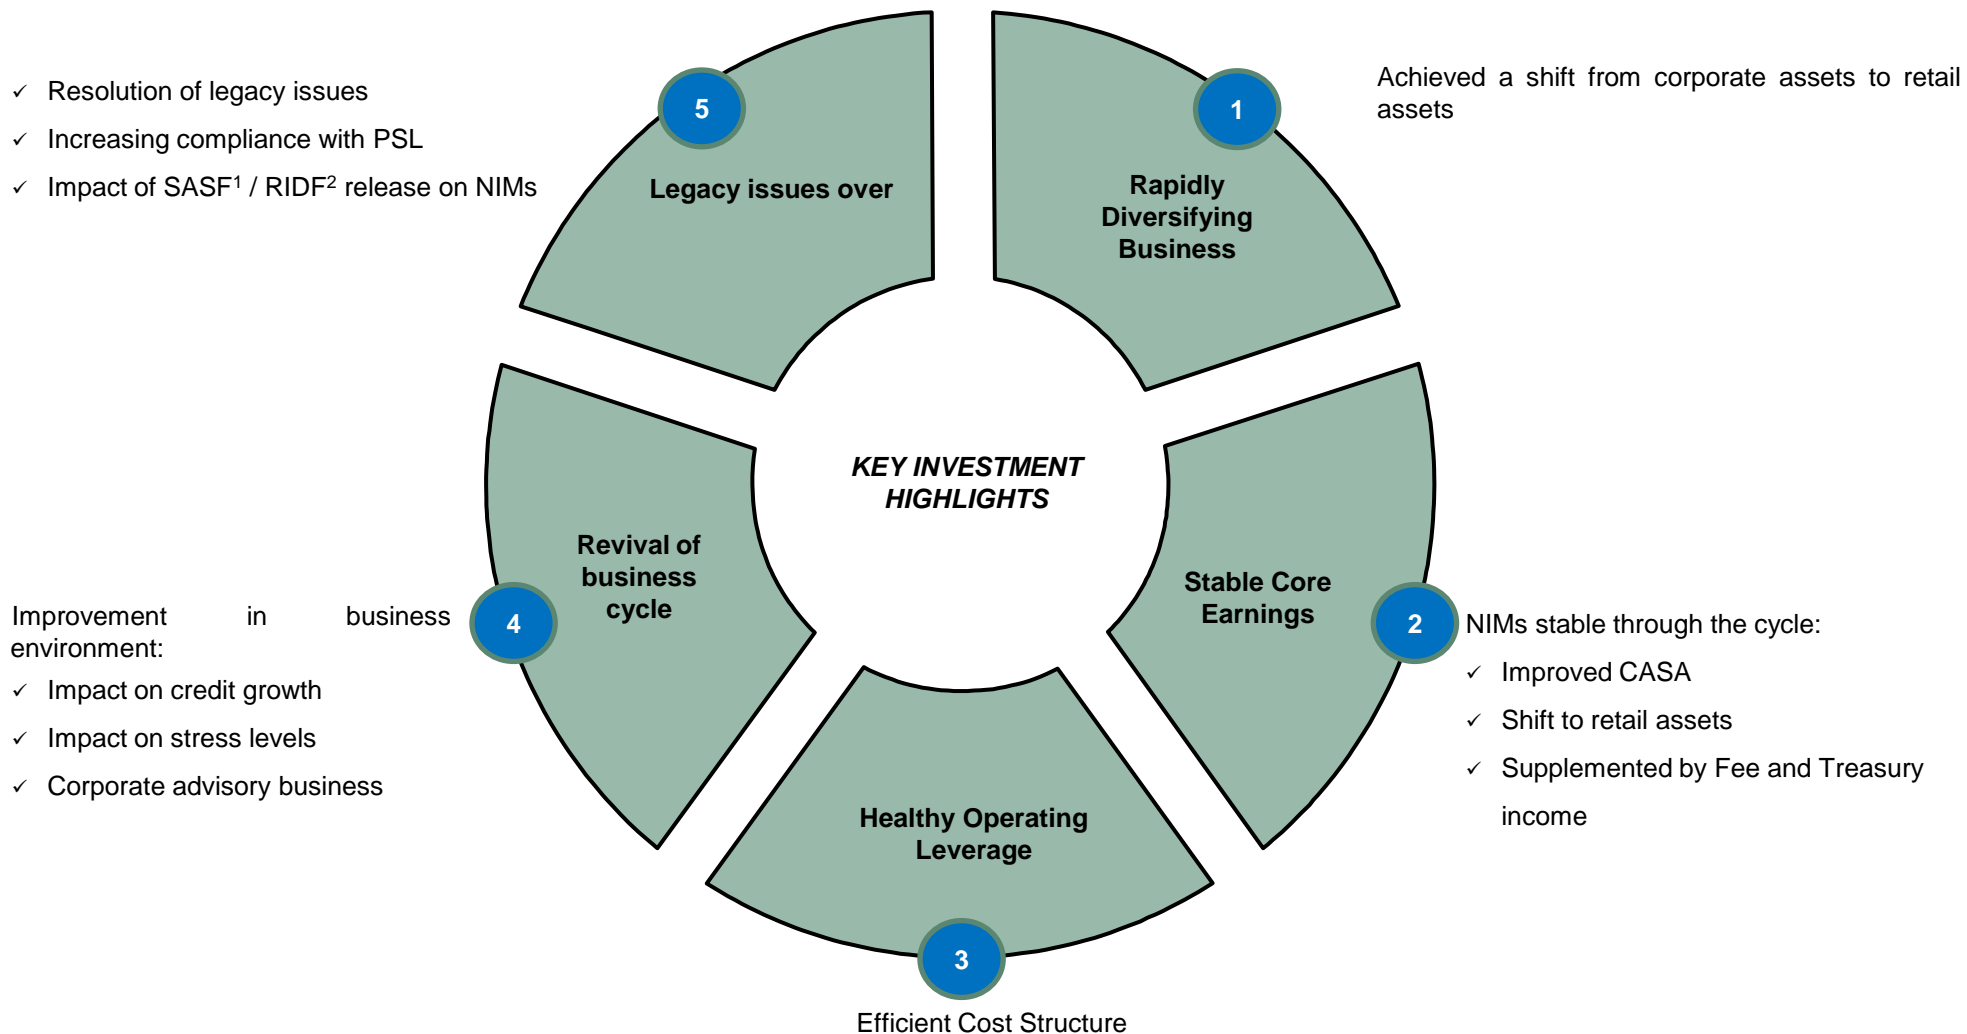 KEY INVESTMENT
HIGHLIGHTS
1
Rapidly
Diversifying
Business
Achieved a shift from corporate assets to retail
assets
2
Stable Core
Earnings
NIMs stable through the cycle:
✓ Improved CASA
✓ Shift to retail assets
✓ Supplemented by Fee and Treasury
income
3
Healthy Operating
Leverage
Efficient Cost Structure
4
Revival of
business
cycle
Improvement in business
environment:
✓ Impact on credit growth
✓ Impact on stress levels
✓ Corporate advisory business
5
Legacy issues over
✓ Resolution of legacy issues
✓ Increasing compliance with PSL
✓ Impact of SASF¹ / RIDF² release on NIMs